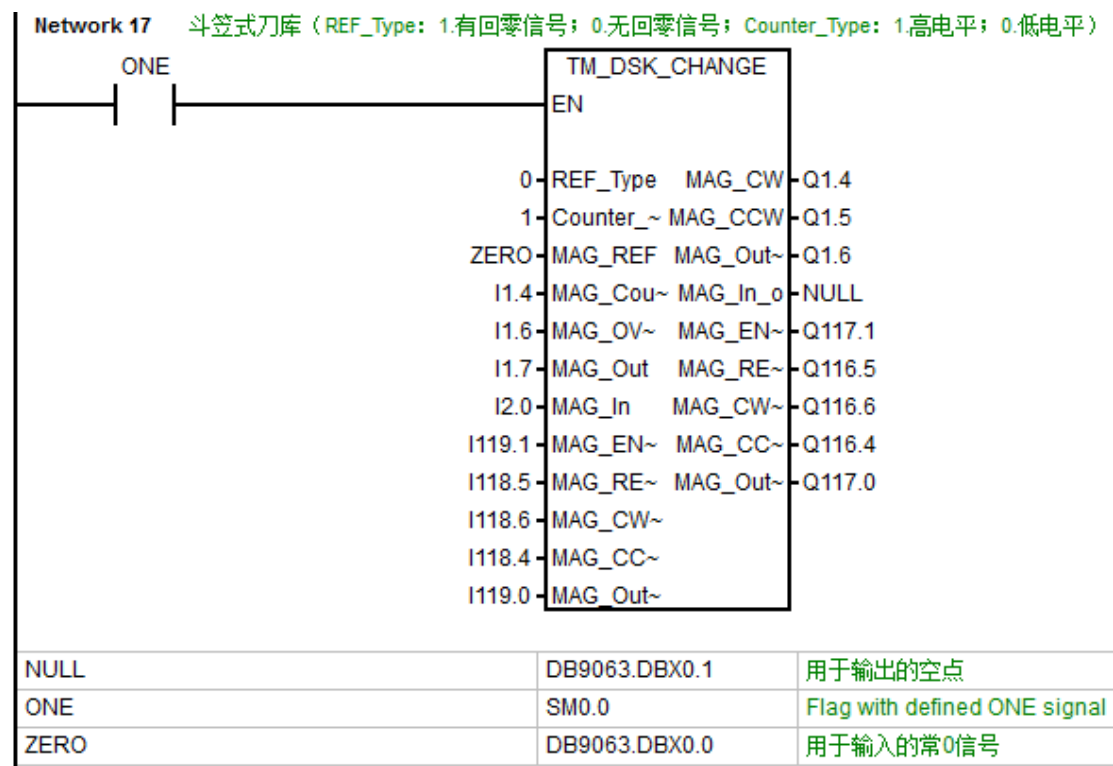 Network 17 斗笠式刀库（REF_Type：1.有回零信号；0.无回零信号；Counter_Type：1.高电平；0.低电平）
ONE
TM_DSK_CHANGE
EN
0 REF_Type MAG_CW Q1.4
1 Counter_~ MAG_CCW Q1.5
ZERO MAG_REF MAG_Out~ Q1.6
I1.4 MAG_Cou~ MAG_In_o NULL
I1.6 MAG_OV~ MAG_EN~ Q117.1
I1.7 MAG_Out MAG_RE~ Q116.5
I2.0 MAG_In MAG_CW~ Q116.6
I119.1 MAG_EN~ MAG_CC~ Q116.4
I118.5 MAG_RE~ MAG_Out~ Q117.0
I118.6 MAG_CW~
I118.4 MAG_CC~
I119.0 MAG_Out~
NULL DB9063.DBX0.1 用于输出的空点
ONE SM0.0 Flag with defined ONE signal
ZERO DB9063.DBX0.0 用于输入的常0信号